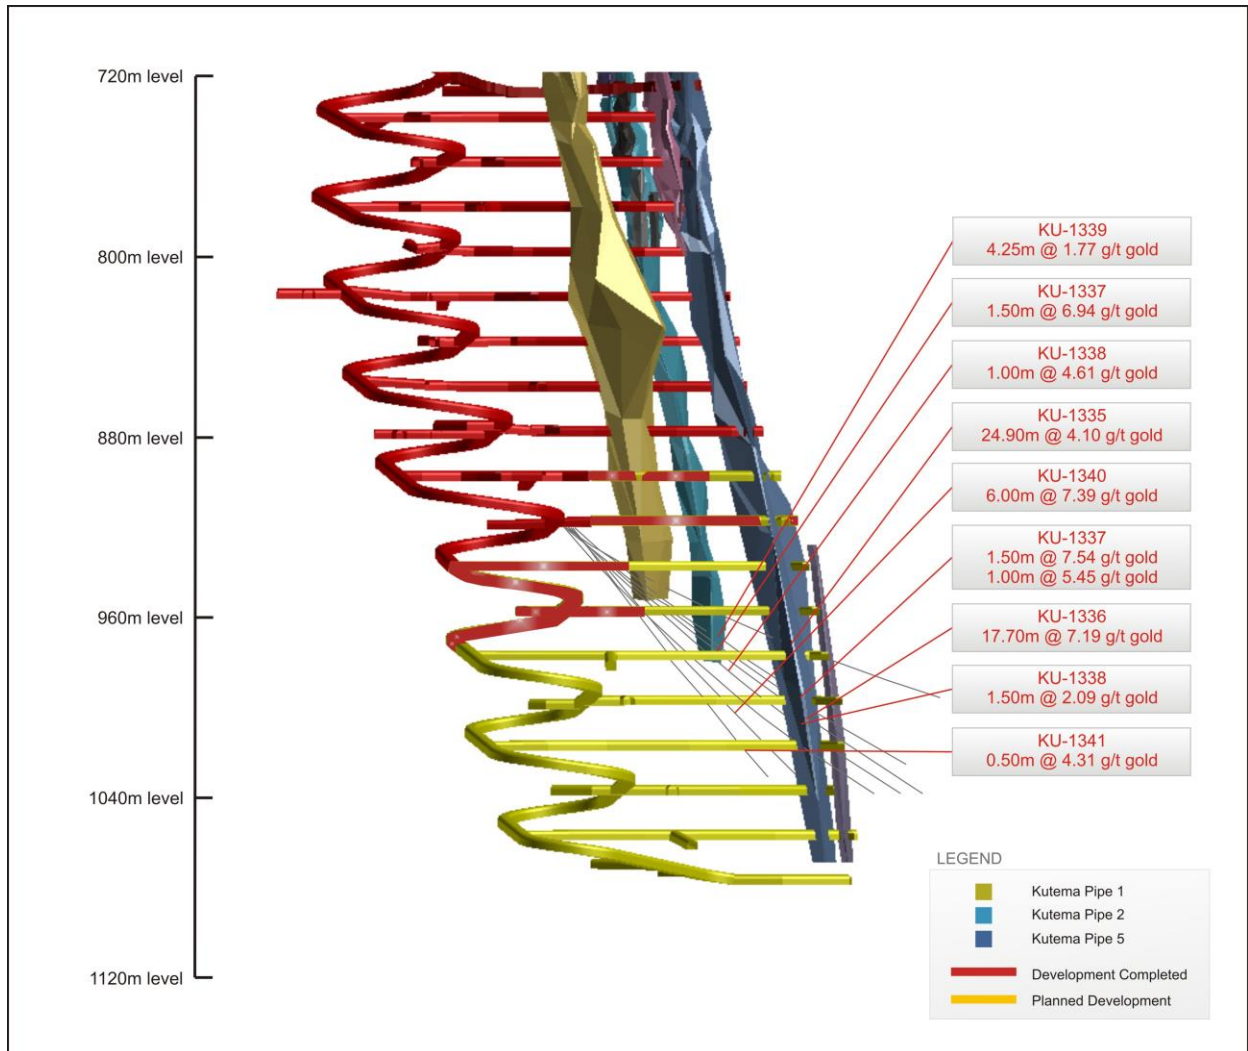 720m level
800m level
880m level
960m level
1040m level
1120m level
KU-1339
4.25m @ 1.77 g/t gold
KU-1337
1.50m @ 6.94 g/t gold
KU-1338
1.00m @ 4.61 g/t gold
KU-1335
24.90m @ 4.10 g/t gold
KU-1340
6.00m @ 7.39 g/t gold
KU-1337
1.50m @ 7.54 g/t gold
1.00m @ 5.45 g/t gold
KU-1336
17.70m @ 7.19 g/t gold
KU-1338
1.50m @ 2.09 g/t gold
KU-1341
0.50m @ 4.31 g/t gold
LEGEND
Kutema Pipe 1
Kutema Pipe 2
Kutema Pipe 5
Development Completed
Planned Development